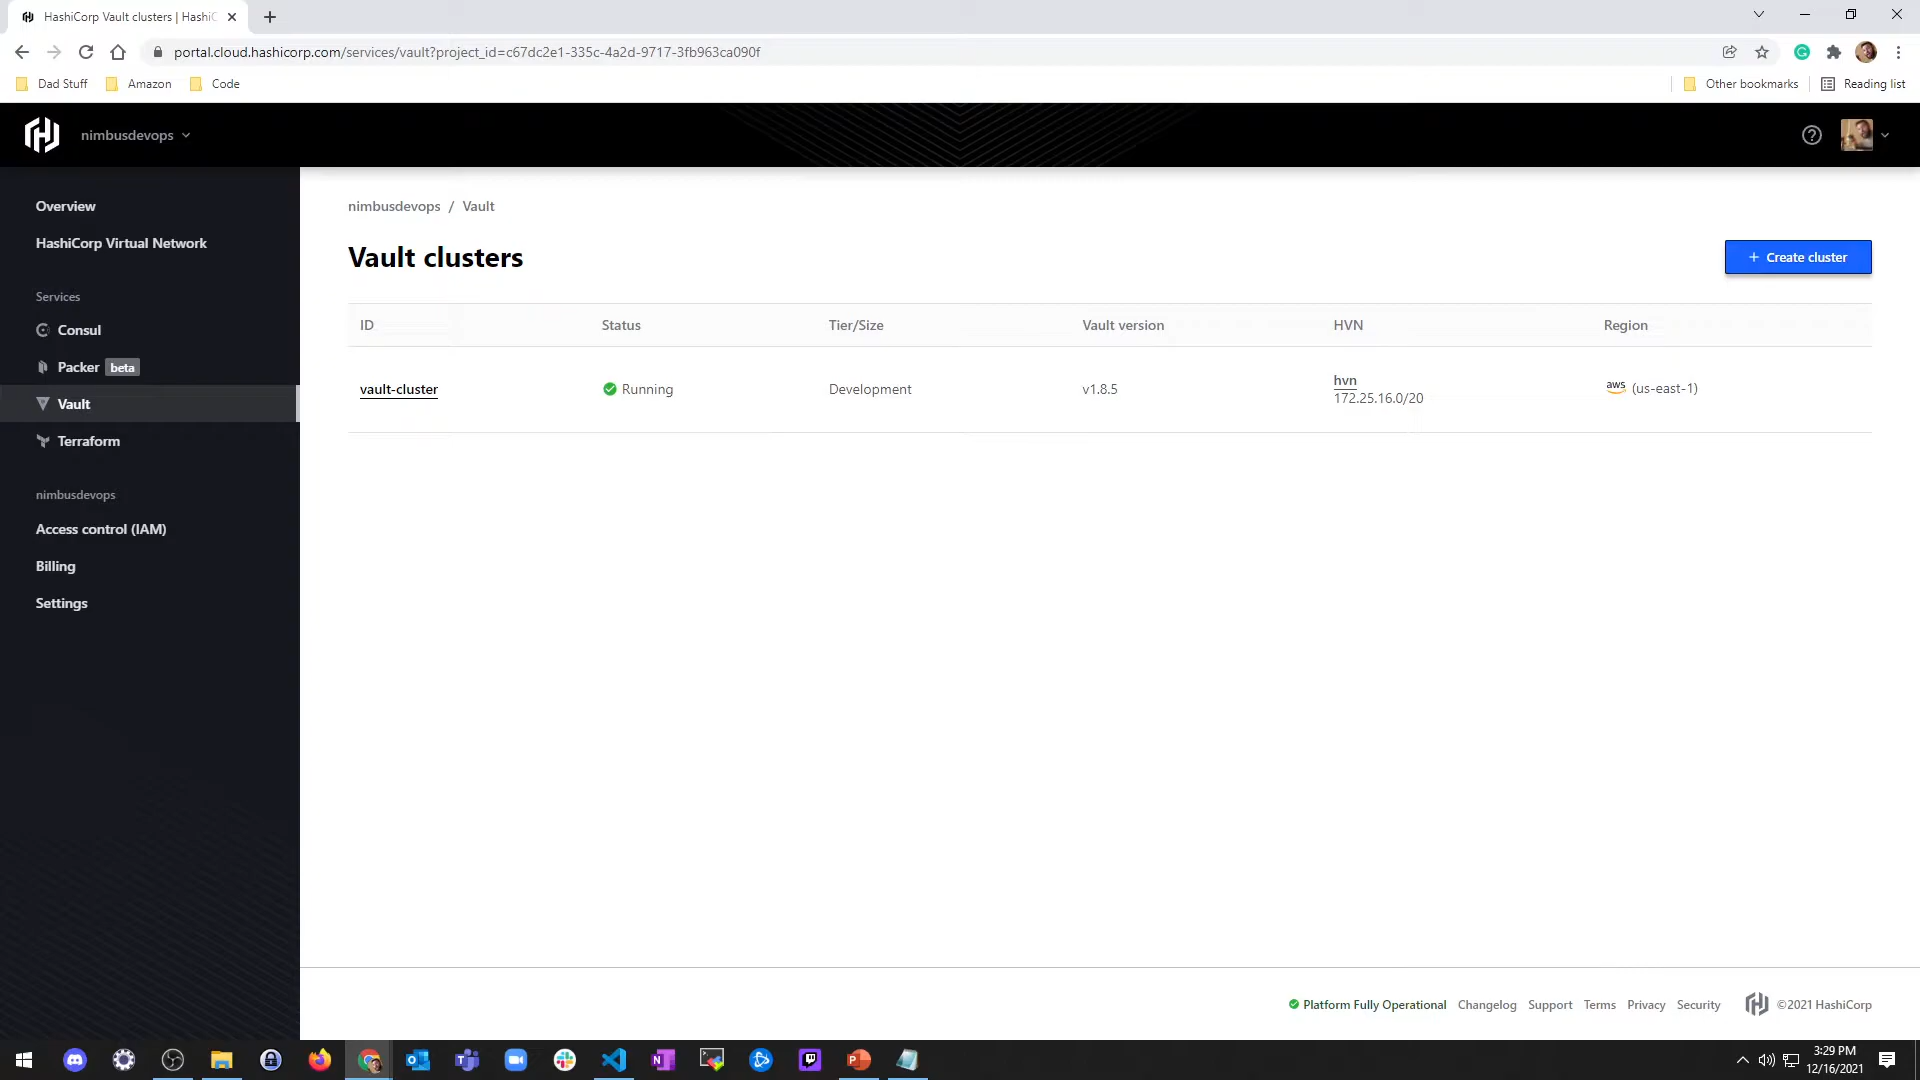 HashiCorp Vault clusters | HashiC
portal.cloud.hashicorp.com/services/vault?project_id=c67dc2e1-335c-4a2d-9717-3fb963ca090f
Dad Stuff
Amazon
Code
Other bookmarks
Reading list
nimbusdevops
Overview
HashiCorp Virtual Network
Services
Consul
Packer beta
Vault
Terraform
nimbusdevops
Access control (IAM)
Billing
Settings
nimbusdevops / Vault
Vault clusters
+ Create cluster
ID Status Tier/Size Vault version HVN Region
vault-cluster Running Development v1.8.5 hvn aws (us-east-1)
172.25.16.0/20
Platform Fully Operational Changelog Support Terms Privacy Security ©2021 HashiCorp
3:29 PM
12/16/2021